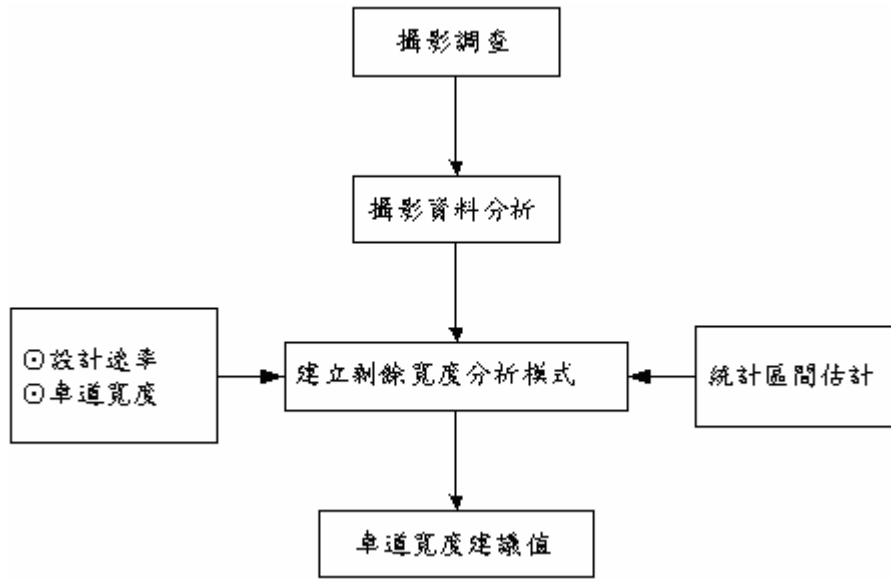 攝影調查
攝影資料分析
⊙設計速率
⊙車道寬度
建立剩餘寬度分析模式
統計區間估計
車道寬度建議值